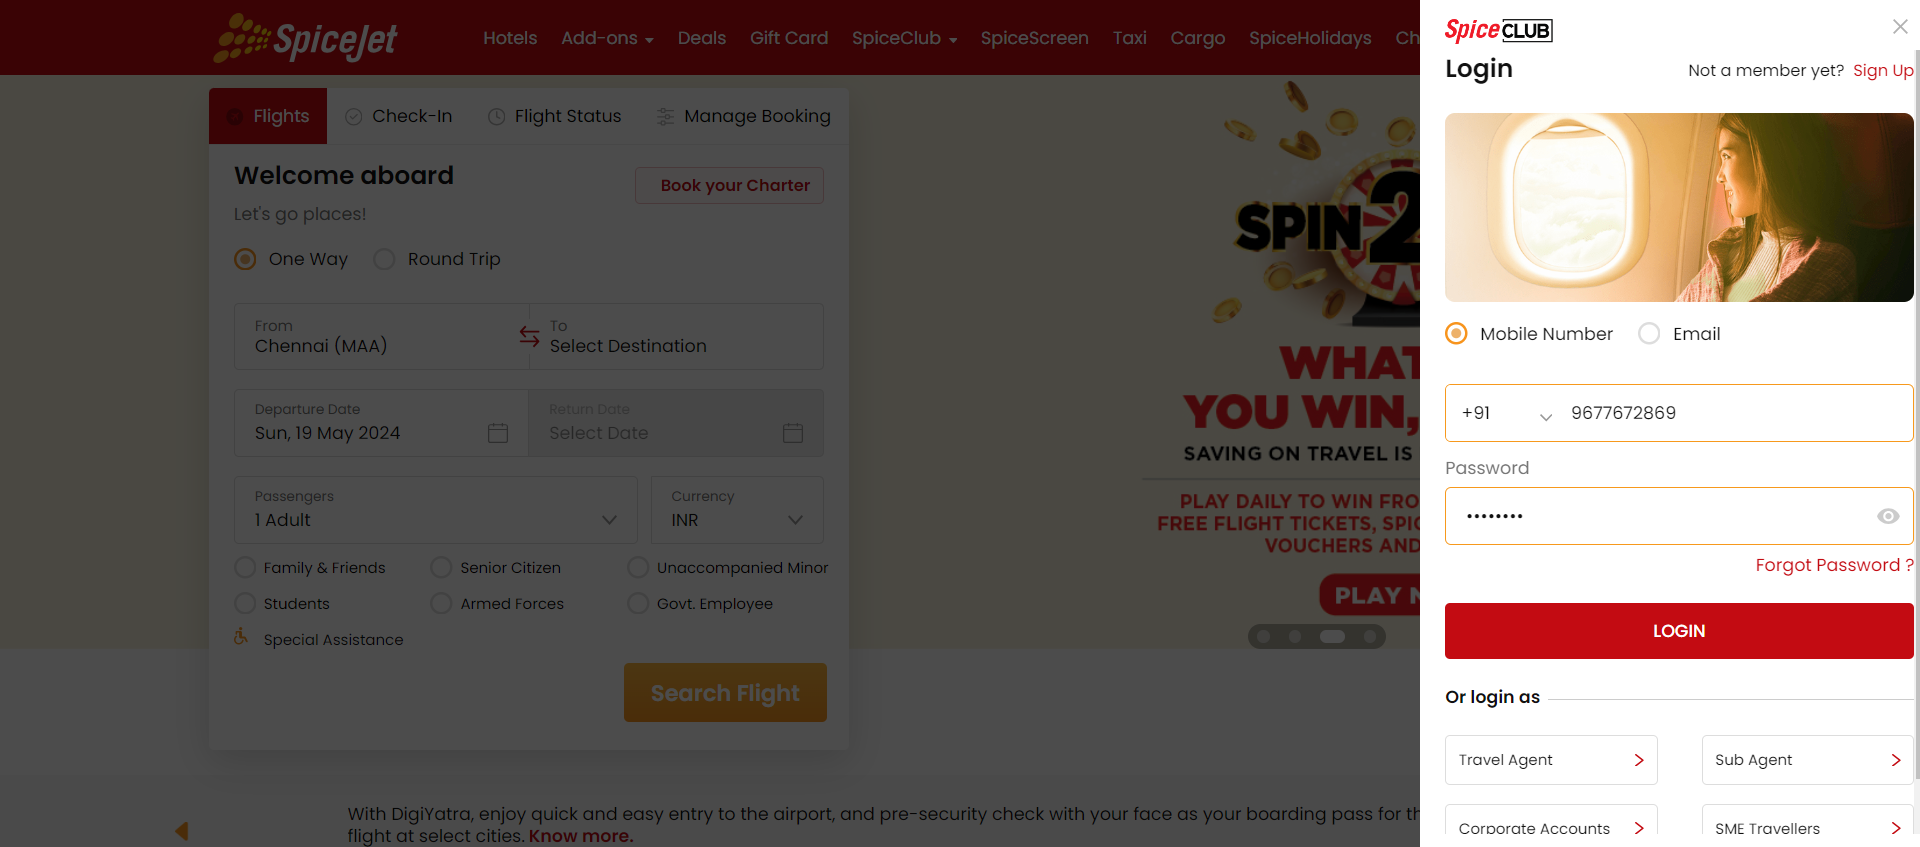 SpiceJet
Hotels Add-ons Deals Gift Card SpiceClub SpiceScreen Taxi Cargo SpiceHolidays Ch
Flights Check-In Flight Status Manage Booking
Welcome aboard
Book your Charter
Let's go places!
One Way Round Trip
From
Chennai (MAA)
To
Select Destination
Departure Date
Sun, 19 May 2024
Return Date
Select Date
Passengers
1 Adult
Currency
INR
Family & Friends Senior Citizen Unaccompanied Minor
Students Armed Forces Govt. Employee
Special Assistance
Search Flight
SPIN 2
WHAT
YOU WIN,
SAVING ON TRAVEL IS
PLAY DAILY TO WIN FRO
FREE FLIGHT TICKETS, SPIC
VOUCHERS AND
PLAY N
With DigiYatra, enjoy quick and easy entry to the airport, and pre-security check with your face as your boarding pass for th
flight at select cities. Know more.
SpiceCLUB
Login
Not a member yet? Sign Up
Mobile Number Email
+91 9677672869
Password
••••••••
Forgot Password ?
LOGIN
Or login as
Travel Agent Sub Agent
Corporate Accounts SME Travellers